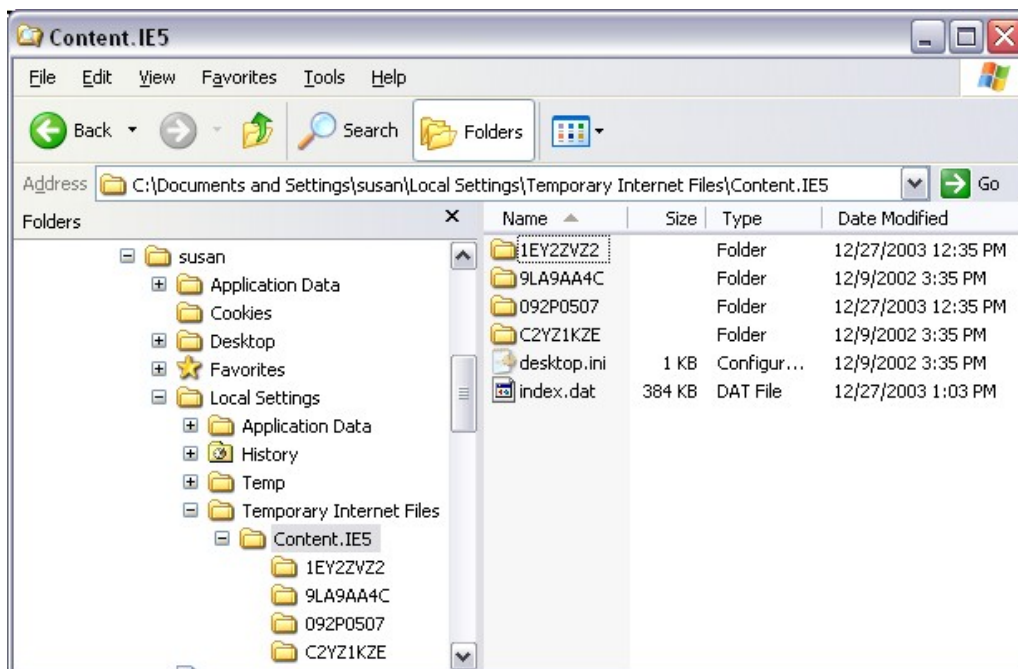 Content.IE5
File Edit View Favorites Tools Help
Back Search Folders
Address C:\Documents and Settings\susan\Local Settings\Temporary Internet Files\Content.IE5 Go
Folders
susan
Application Data
Cookies
Desktop
Favorites
Local Settings
Application Data
History
Temp
Temporary Internet Files
Content.IE5
1EY2ZVZ2
9LA9AA4C
092P0507
C2YZ1KZE
Name Size Type Date Modified
1EY2ZVZ2 Folder 12/27/2003 12:35 PM
9LA9AA4C Folder 12/9/2002 3:35 PM
092P0507 Folder 12/27/2003 12:35 PM
C2YZ1KZE Folder 12/9/2002 3:35 PM
desktop.ini 1 KB Configur... 12/9/2002 3:35 PM
index.dat 384 KB DAT File 12/27/2003 1:03 PM